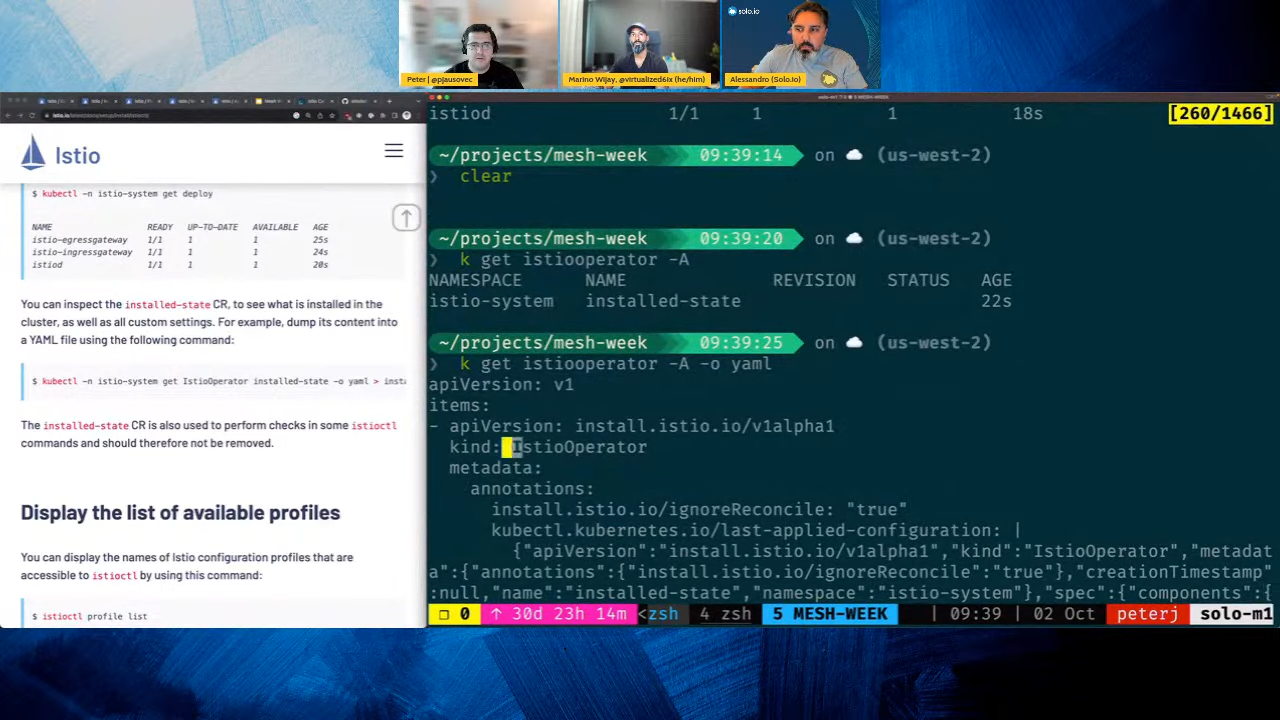 solo.io
Peter | @pjausovec
Marino Wijay, @virtualized6ix (he/him)
Alessandro (Solo.io)
Istio
$ kubectl -n istio-system get deploy
NAME READY UP-TO-DATE AVAILABLE AGE
istio-egressgateway 1/1 1 1 25s
istio-ingressgateway 1/1 1 1 24s
istiod 1/1 1 1 20s
You can inspect the installed-state CR, to see what is installed in the
cluster, as well as all custom settings. For example, dump its content into
a YAML file using the following command:
$ kubectl -n istio-system get IstioOperator installed-state -o yaml > insta
The installed-state CR is also used to perform checks in some istioctl
commands and should therefore not be removed.
Display the list of available profiles
You can display the names of Istio configuration profiles that are
accessible to istioctl by using this command:
$ istioctl profile list
istiod 1/1 1 1 18s [260/1466]
~/projects/mesh-week 09:39:14 on (us-west-2)
❯ clear
~/projects/mesh-week 09:39:20 on (us-west-2)
❯ k get istiooperator -A
NAMESPACE NAME REVISION STATUS AGE
istio-system installed-state 22s
~/projects/mesh-week 09:39:25 on (us-west-2)
❯ k get istiooperator -A -o yaml
apiVersion: v1
items:
- apiVersion: install.istio.io/v1alpha1
kind: IstioOperator
metadata:
annotations:
install.istio.io/ignoreReconcile: "true"
kubectl.kubernetes.io/last-applied-configuration: |
{"apiVersion":"install.istio.io/v1alpha1","kind":"IstioOperator","metadat
a":{"annotations":{"install.istio.io/ignoreReconcile":"true"},"creationTimestamp"
:null,"name":"installed-state","namespace":"istio-system"},"spec":{"components":{
❐ 0 ↑ 30d 23h 14m <zsh 4 zsh 5 MESH-WEEK | 09:39 | 02 Oct peterj solo-m1